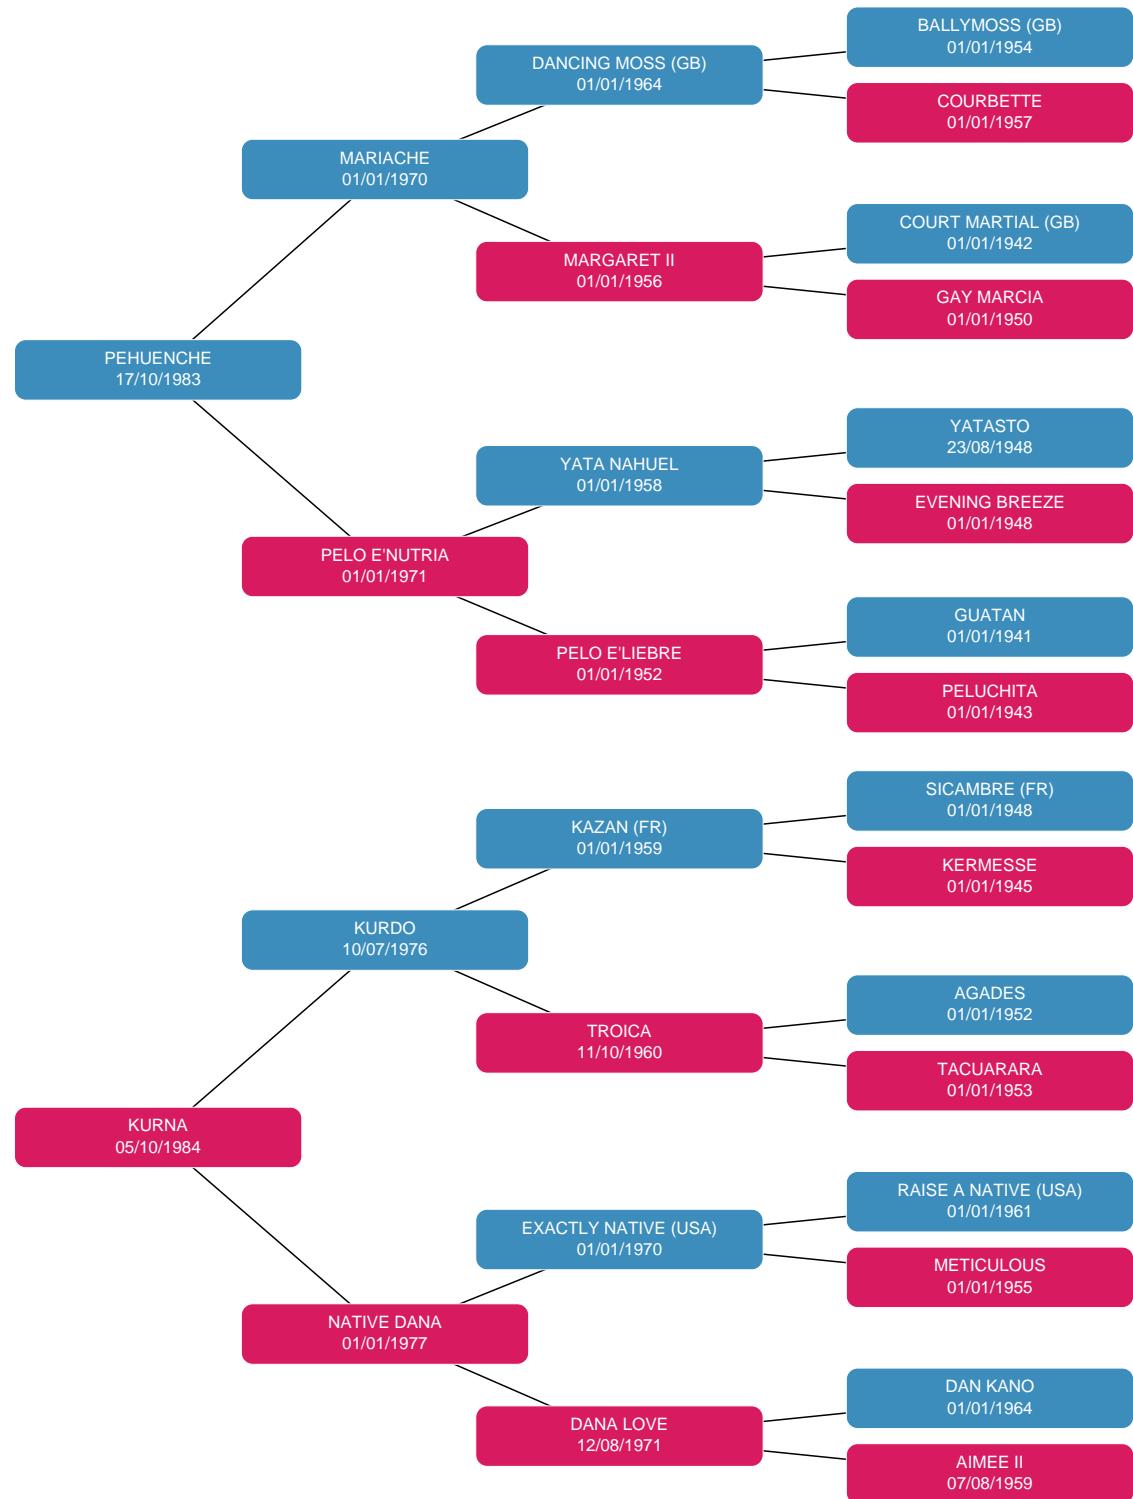 BALLYMOSS (GB)
01/01/1954
DANCING MOSS (GB)
01/01/1964
COURBETTE
01/01/1957
MARIACHE
01/01/1970
COURT MARTIAL (GB)
01/01/1942
MARGARET II
01/01/1956
GAY MARCIA
01/01/1950
PEHUENCHE
17/10/1983
YATASTO
23/08/1948
YATA NAHUEL
01/01/1958
EVENING BREEZE
01/01/1948
PELO E'NUTRIA
01/01/1971
GUATAN
01/01/1941
PELO E'LIEBRE
01/01/1952
PELUCHITA
01/01/1943
SICAMBRE (FR)
01/01/1948
KAZAN (FR)
01/01/1959
KERMESSE
01/01/1945
KURDO
10/07/1976
AGADES
01/01/1952
TROICA
11/10/1960
TACUARARA
01/01/1953
KURNA
05/10/1984
RAISE A NATIVE (USA)
01/01/1961
EXACTLY NATIVE (USA)
01/01/1970
METICULOUS
01/01/1955
NATIVE DANA
01/01/1977
DAN KANO
01/01/1964
DANA LOVE
12/08/1971
AIMEE II
07/08/1959